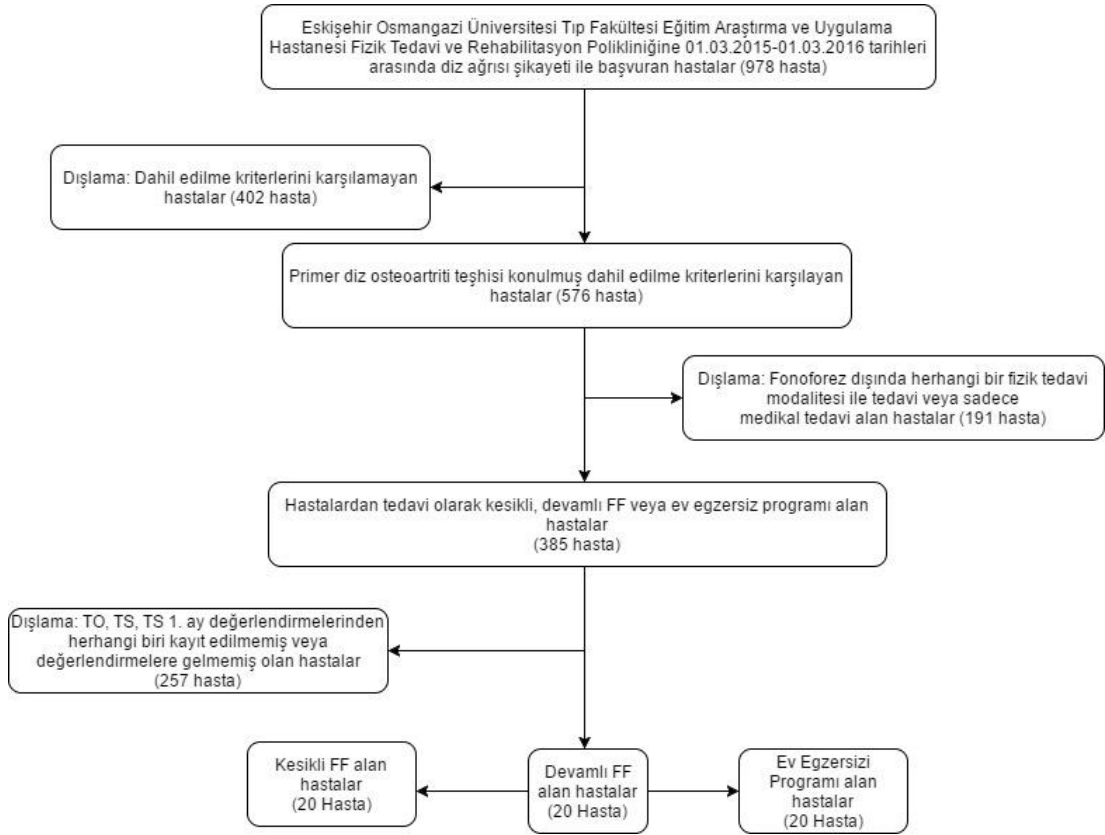 Eskişehir Osmangazi Üniversitesi Tıp Fakültesi Eğitim Araştırma ve Uygulama
Hastanesi Fizik Tedavi ve Rehabilitasyon Polikliniğine 01.03.2015-01.03.2016 tarihleri
arasında diz ağrısı şikayeti ile başvuran hastalar (978 hasta)
Dışlama: Dahil edilme kriterlerini karşılamayan
hastalar (402 hasta)
Primer diz osteoartriti teşhisi konulmuş dahil edilme kriterlerini karşılayan
hastalar (576 hasta)
Dışlama: Fonoforez dışında herhangi bir fizik tedavi
modalitesi ile tedavi veya sadece
medikal tedavi alan hastalar (191 hasta)
Hastalardan tedavi olarak kesikli, devamlı FF veya ev egzersiz programı alan
hastalar
(385 hasta)
Dışlama: TO, TS, TS 1. ay değerlendirmelerinden
herhangi biri kayıt edilmemiş veya
değerlendirmelere gelmemiş olan hastalar
(257 hasta)
Kesikli FF alan
hastalar
(20 Hasta)
Devamlı FF
alan hastalar
(20 Hasta)
Ev Egzersizi
Programı alan
hastalar
(20 Hasta)